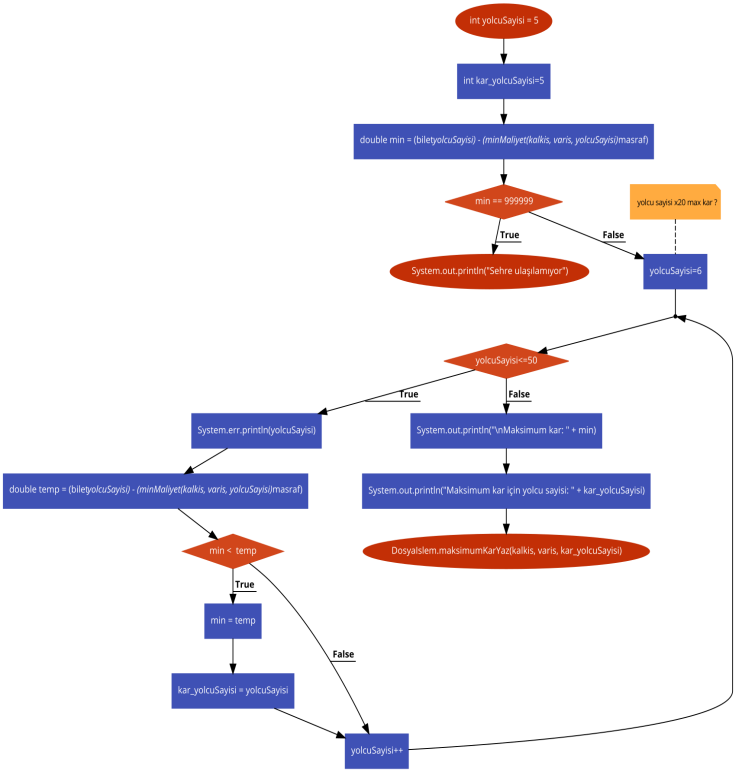 int yolcuSayisi = 5
int kar_yolcuSayisi=5
double min = (biletyolcuSayisi) - (minMaliyet(kalkis, varis, yolcuSayisi)masraf)
min == 999999
yolcu sayisi x20 max kar ?
True
False
System.out.println("Sehre ulaşılamıyor")
yolcuSayisi=6
yolcuSayisi<=50
True
False
System.err.println(yolcuSayisi)
System.out.println("\nMaksimum kar: " + min)
double temp = (biletyolcuSayisi) - (minMaliyet(kalkis, varis, yolcuSayisi)masraf)
System.out.println("Maksimum kar için yolcu sayisi: " + kar_yolcuSayisi)
min <  temp
DosyaIslem.maksimumKarYaz(kalkis, varis, kar_yolcuSayisi)
True
min = temp
False
kar_yolcuSayisi = yolcuSayisi
yolcuSayisi++